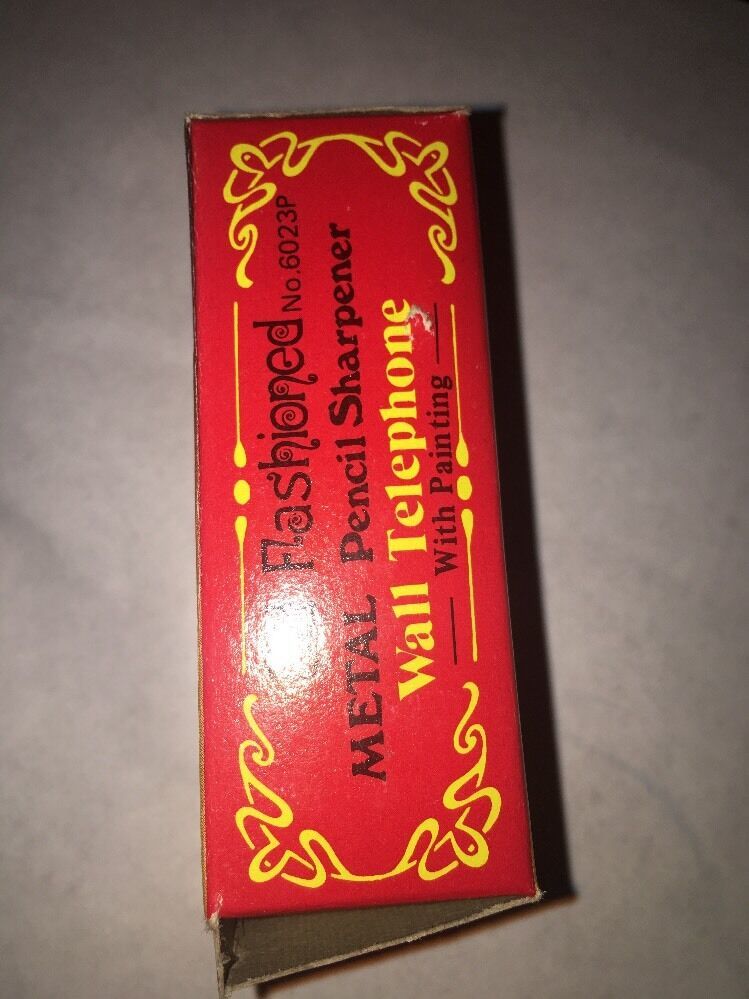 Flashioned No.6023P
METAL Pencil Sharpener
Wall Telephone
With Painting